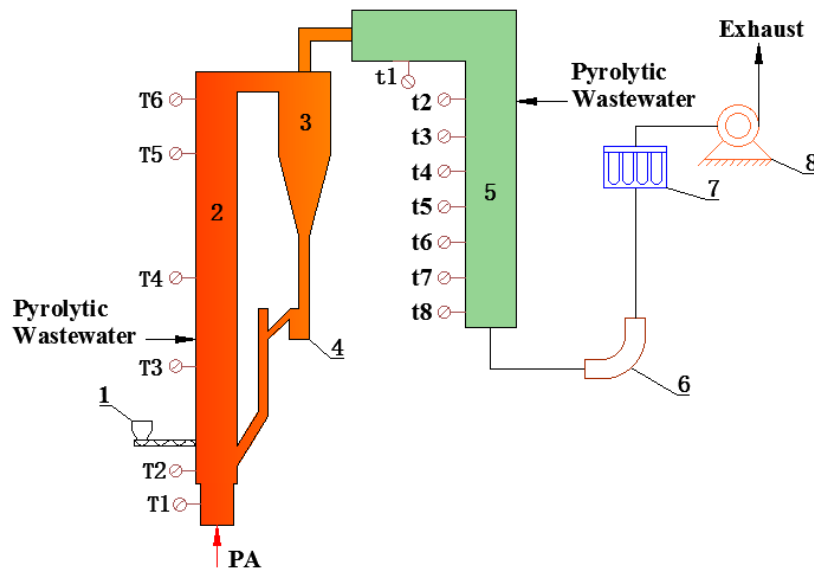 Exhaust
t1
Pyrolytic
Wastewater
T6
3
t2
t3
8
T5
t4
7
2
t5
5
t6
T4
t7
Pyrolytic
Wastewater
t8
4
6
T3
1
T2
T1
PA